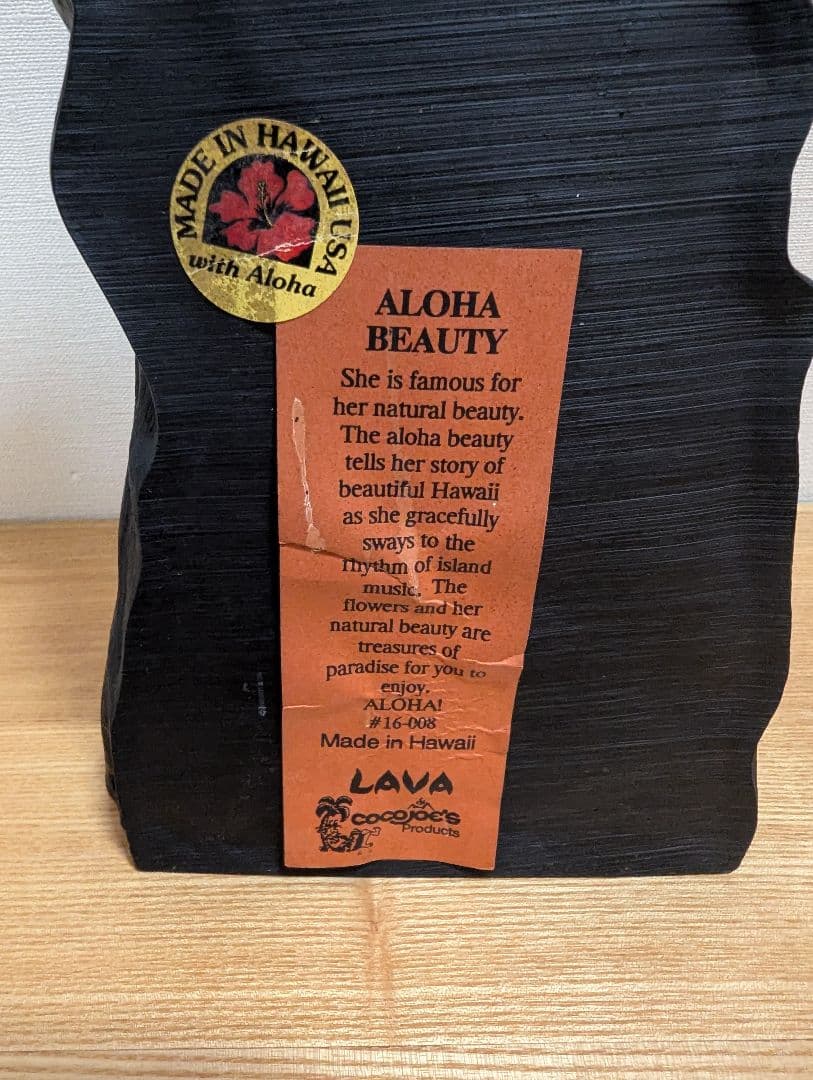 MADE IN HAWAII USA
with Aloha
ALOHA
BEAUTY
She is famous for
her natural beauty.
The aloha beauty
tells her story of
beautiful Hawaii
as she gracefully
sways to the
rhythm of island
music. The
flowers and her
natural beauty are
treasures of
paradise for you to
enjoy.
ALOHA!
#16-008
Made in Hawaii
LAVA
COCOJOE'S
Products